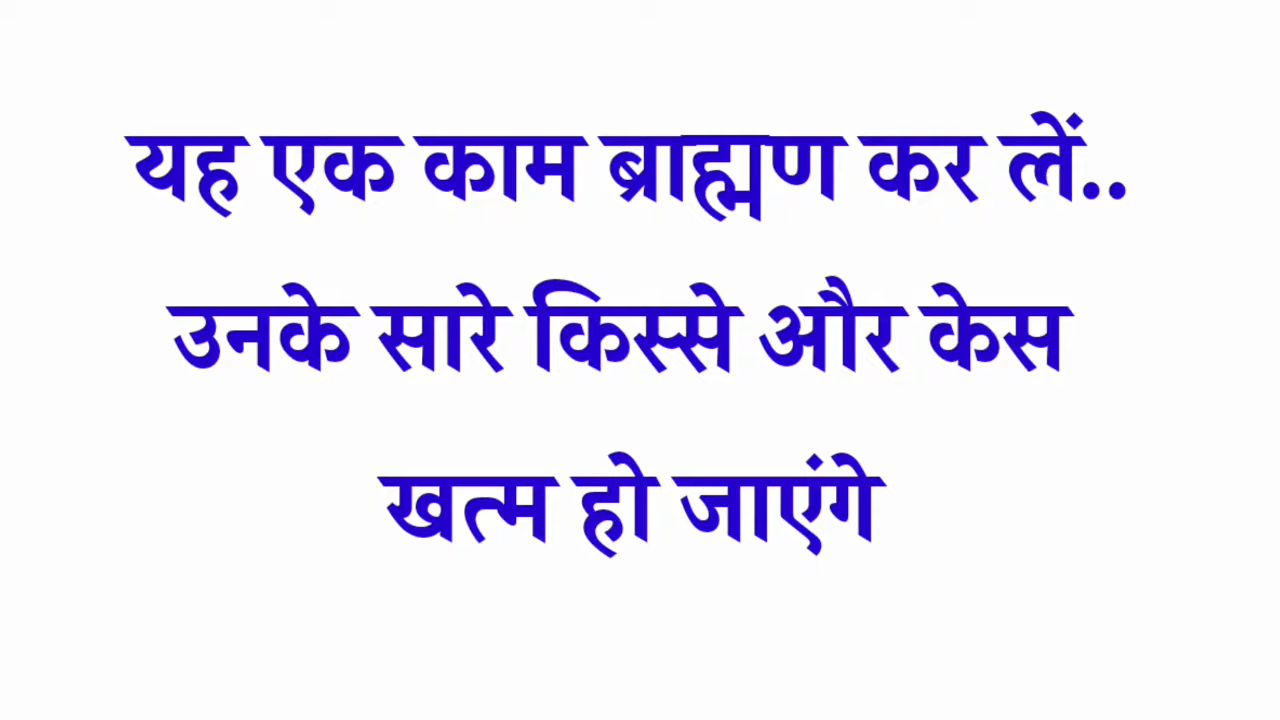 यह एक काम ब्राह्मण कर लें..
उनके सारे किस्से और केस
खत्म हो जाएंगे